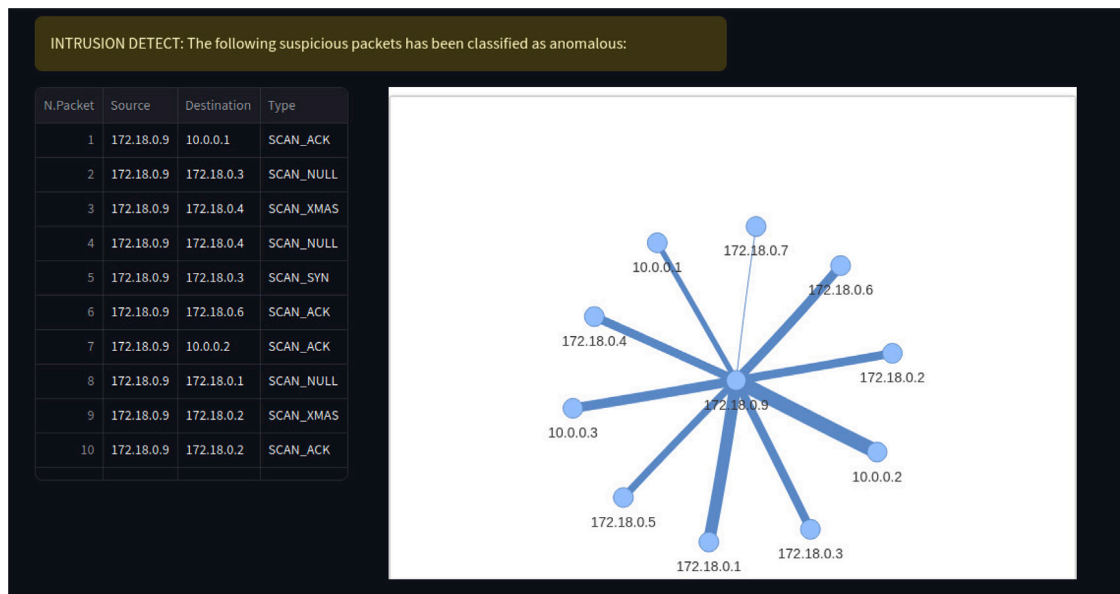 INTRUSION DETECT: The following suspicious packets has been classified as anomalous:
N.Packet Source Destination Type
1 172.18.0.9 10.0.0.1 SCAN_ACK
2 172.18.0.9 172.18.0.3 SCAN_NULL
3 172.18.0.9 172.18.0.4 SCAN_XMAS
4 172.18.0.9 172.18.0.4 SCAN_NULL
5 172.18.0.9 172.18.0.3 SCAN_SYN
6 172.18.0.9 172.18.0.6 SCAN_ACK
7 172.18.0.9 10.0.0.2 SCAN_ACK
8 172.18.0.9 172.18.0.1 SCAN_NULL
9 172.18.0.9 172.18.0.2 SCAN_XMAS
10 172.18.0.9 172.18.0.2 SCAN_ACK
172.18.0.7
10.0.0.1
172.18.0.6
172.18.0.4
172.18.0.2
172.18.0.9
10.0.0.3
10.0.0.2
172.18.0.5
172.18.0.3
172.18.0.1